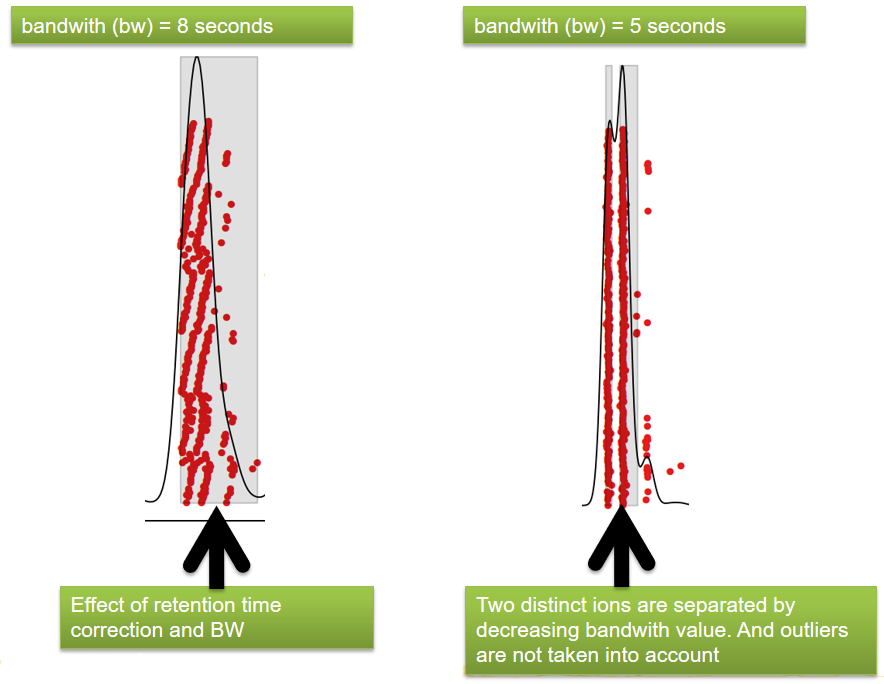 bandwith (bw) = 8 seconds
bandwith (bw) = 5 seconds
Effect of retention time
correction and BW
Two distinct ions are separated by
decreasing bandwith value. And outliers
are not taken into account